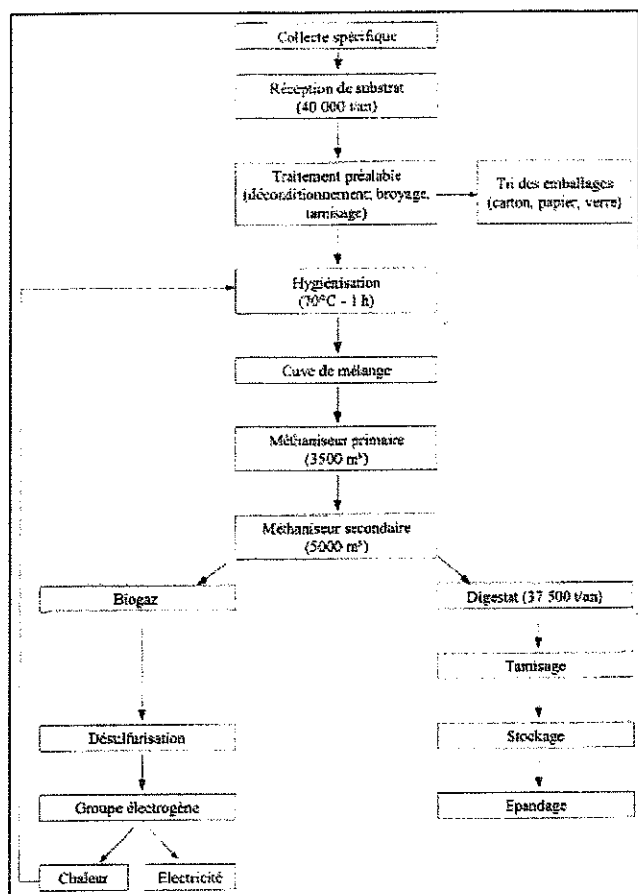 Collecte spécifique
Réception de substrat
(40 000 t/an)
Traitement préalable
(déconditionnement, broyage,
tamisage)
Tri des emballages
(carton, papier, verre)
Hygiénisation
(70°C - 1 h)
Cuve de mélange
Méthaniseur primaire
(3500 m³)
Méthaniseur secondaire
(5000 m³)
Biogaz
Digestat (37 500 t/an)
Tamisage
Désulfurisation
Stockage
Groupe électrogène
Epandage
Chaleur
Electricité